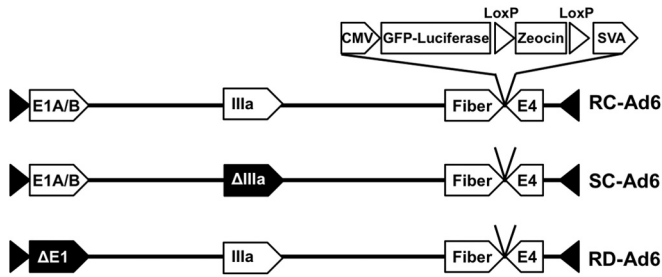 LoxP LoxP
CMV GFP-Luciferase Zeocin SVA
E1A/B IIIa Fiber E4 RC-Ad6
E1A/B ΔIIIa Fiber E4 SC-Ad6
ΔE1 IIIa Fiber E4 RD-Ad6